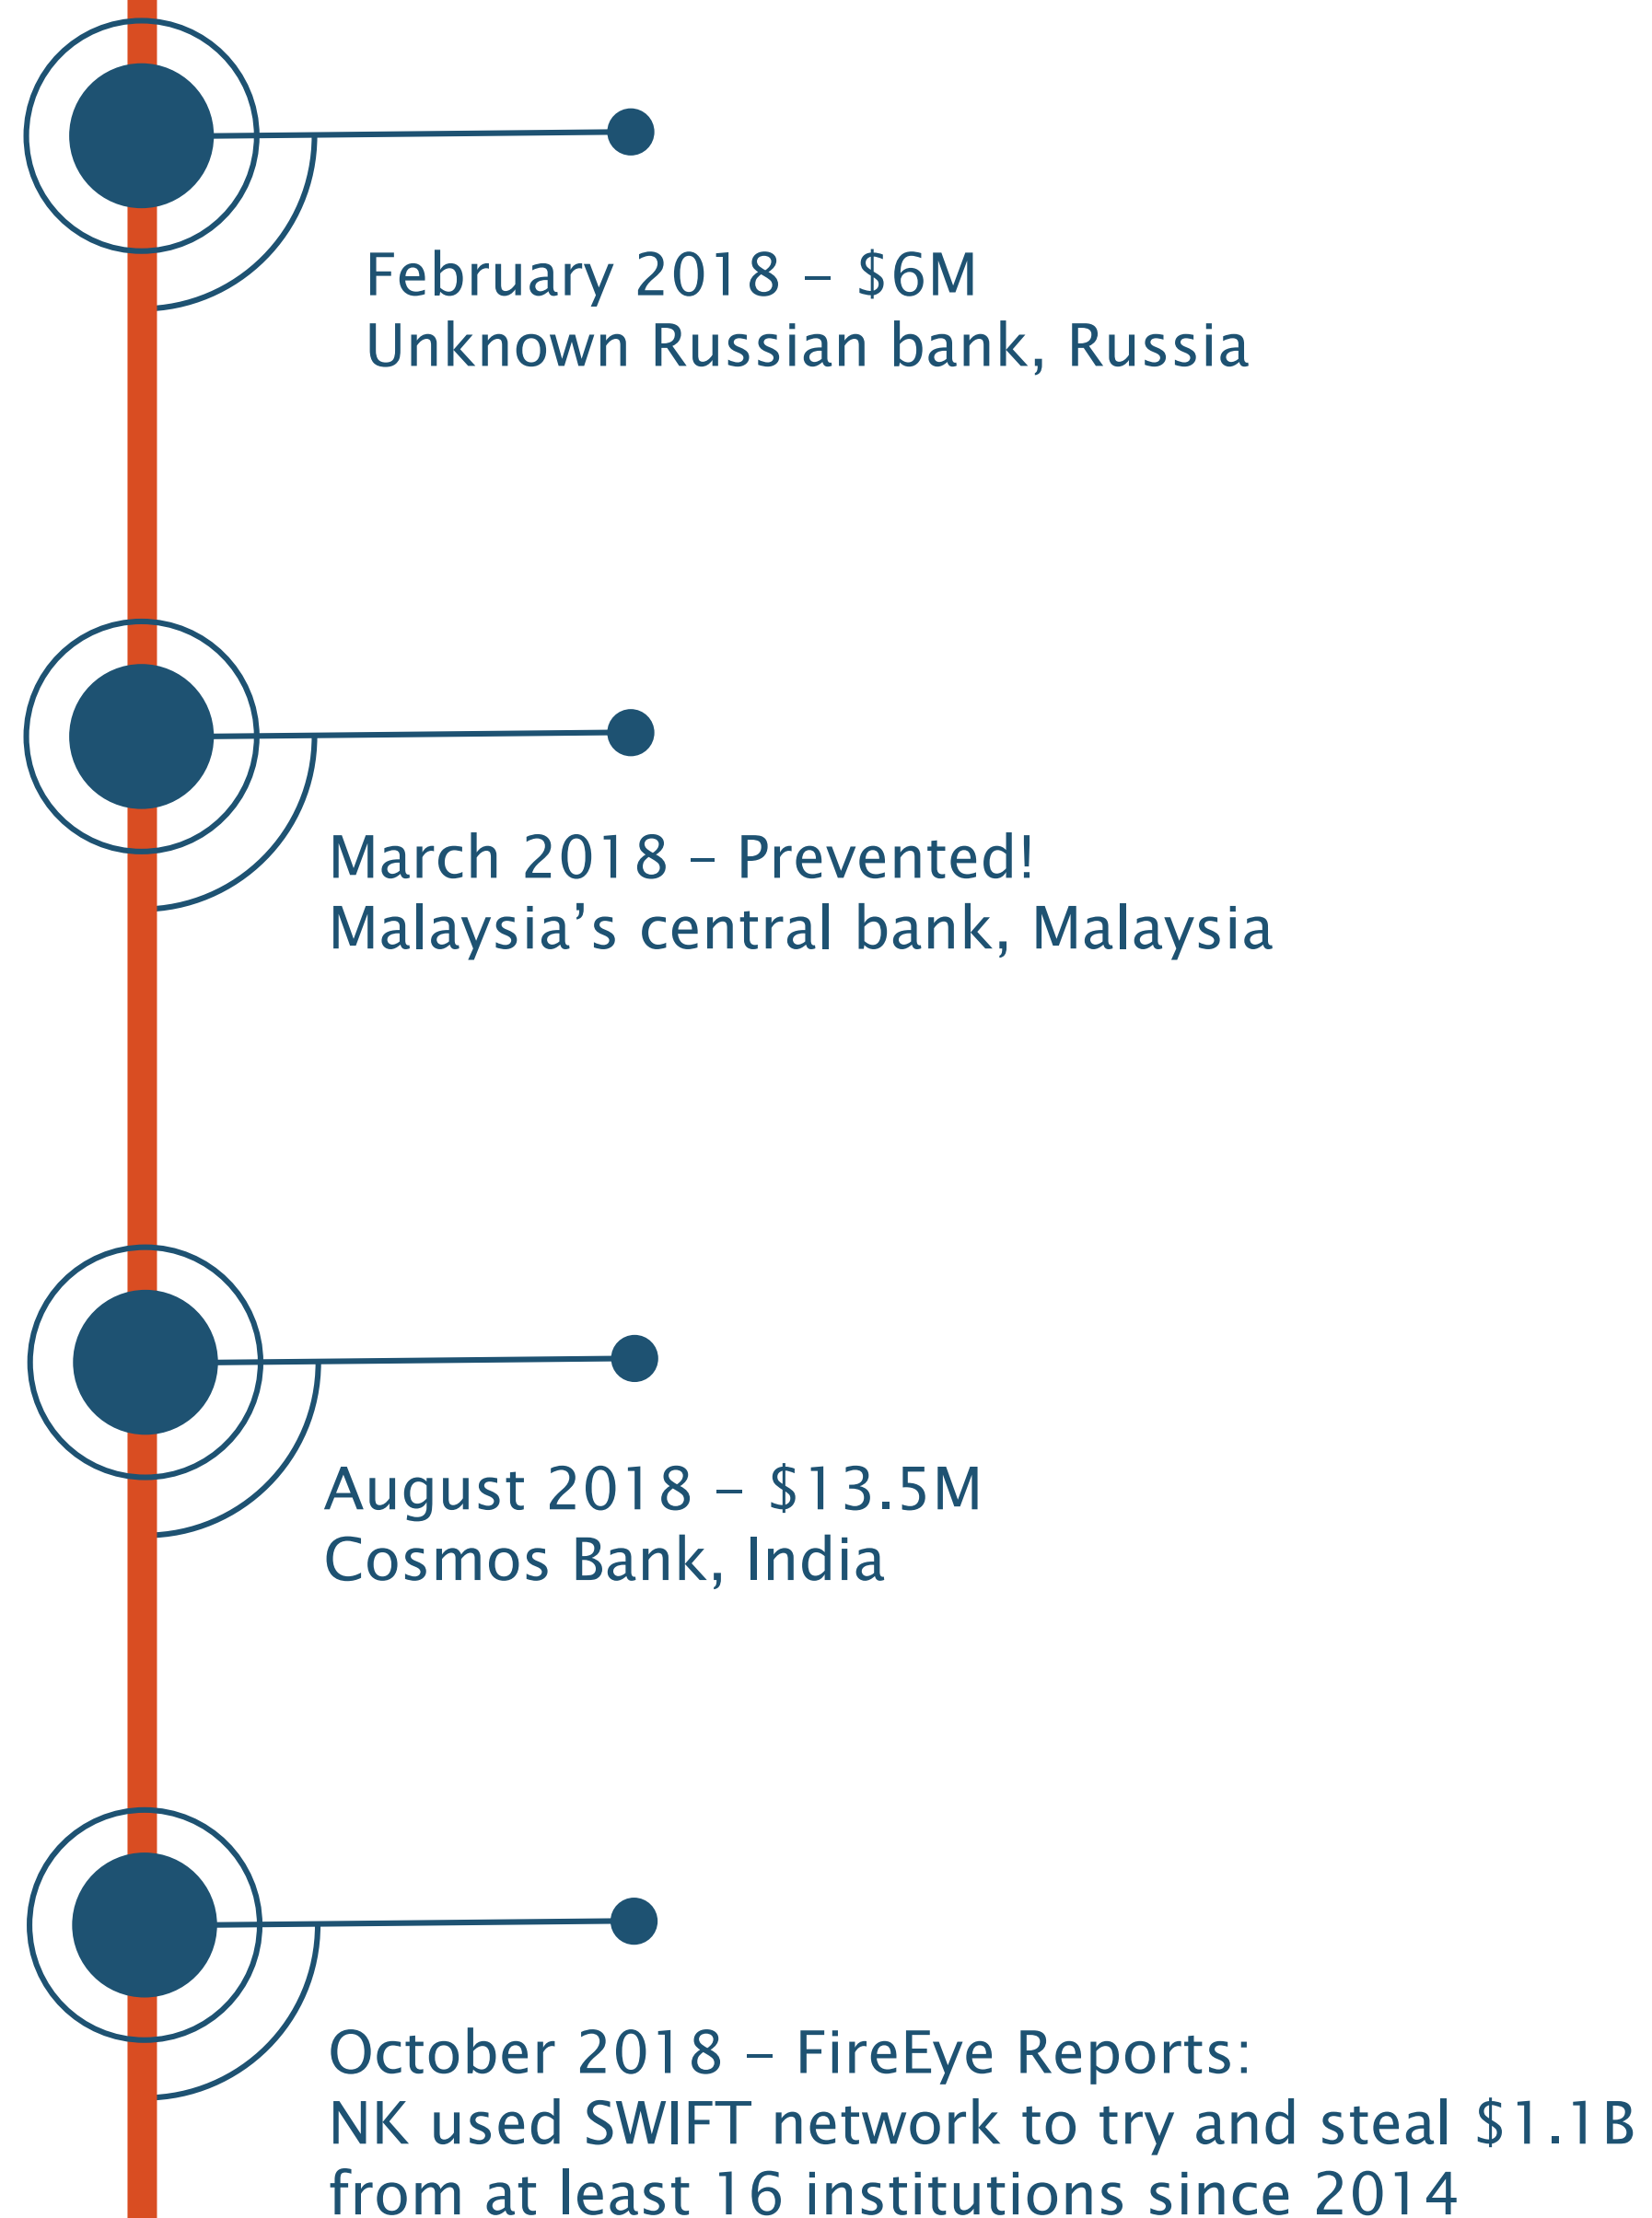 February 2018 – $6M
Unknown Russian bank, Russia
March 2018 – Prevented!
Malaysia’s central bank, Malaysia
August 2018 – $13.5M
Cosmos Bank, India
October 2018 – FireEye Reports:
NK used SWIFT network to try and steal $1.1B
from at least 16 institutions since 2014